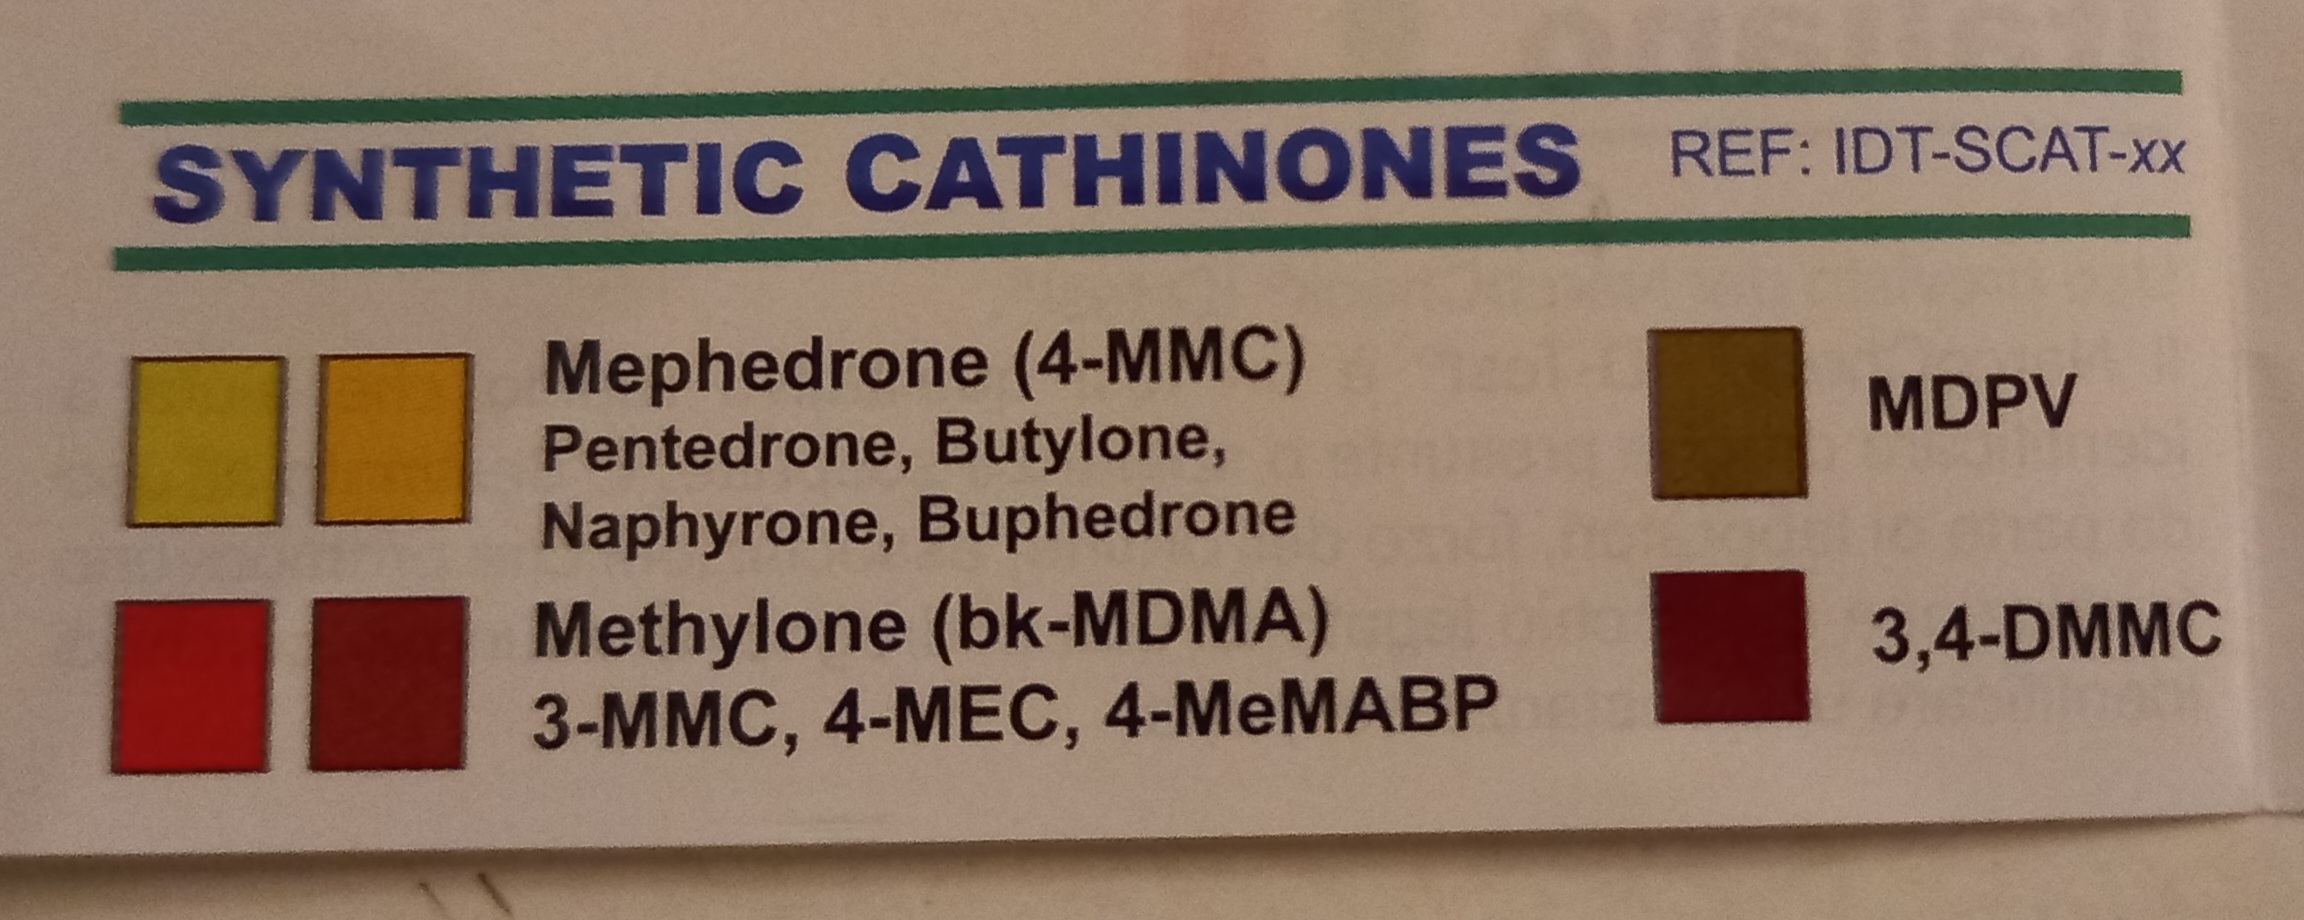 SYNTHETIC CATHINONES REF: IDT-SCAT-xx
Mephedrone (4-MMC)
Pentedrone, Butylone,
Naphyrone, Buphedrone
MDPV
Methylone (bk-MDMA)
3-MMC, 4-MEC, 4-MeMABP
3,4-DMMC